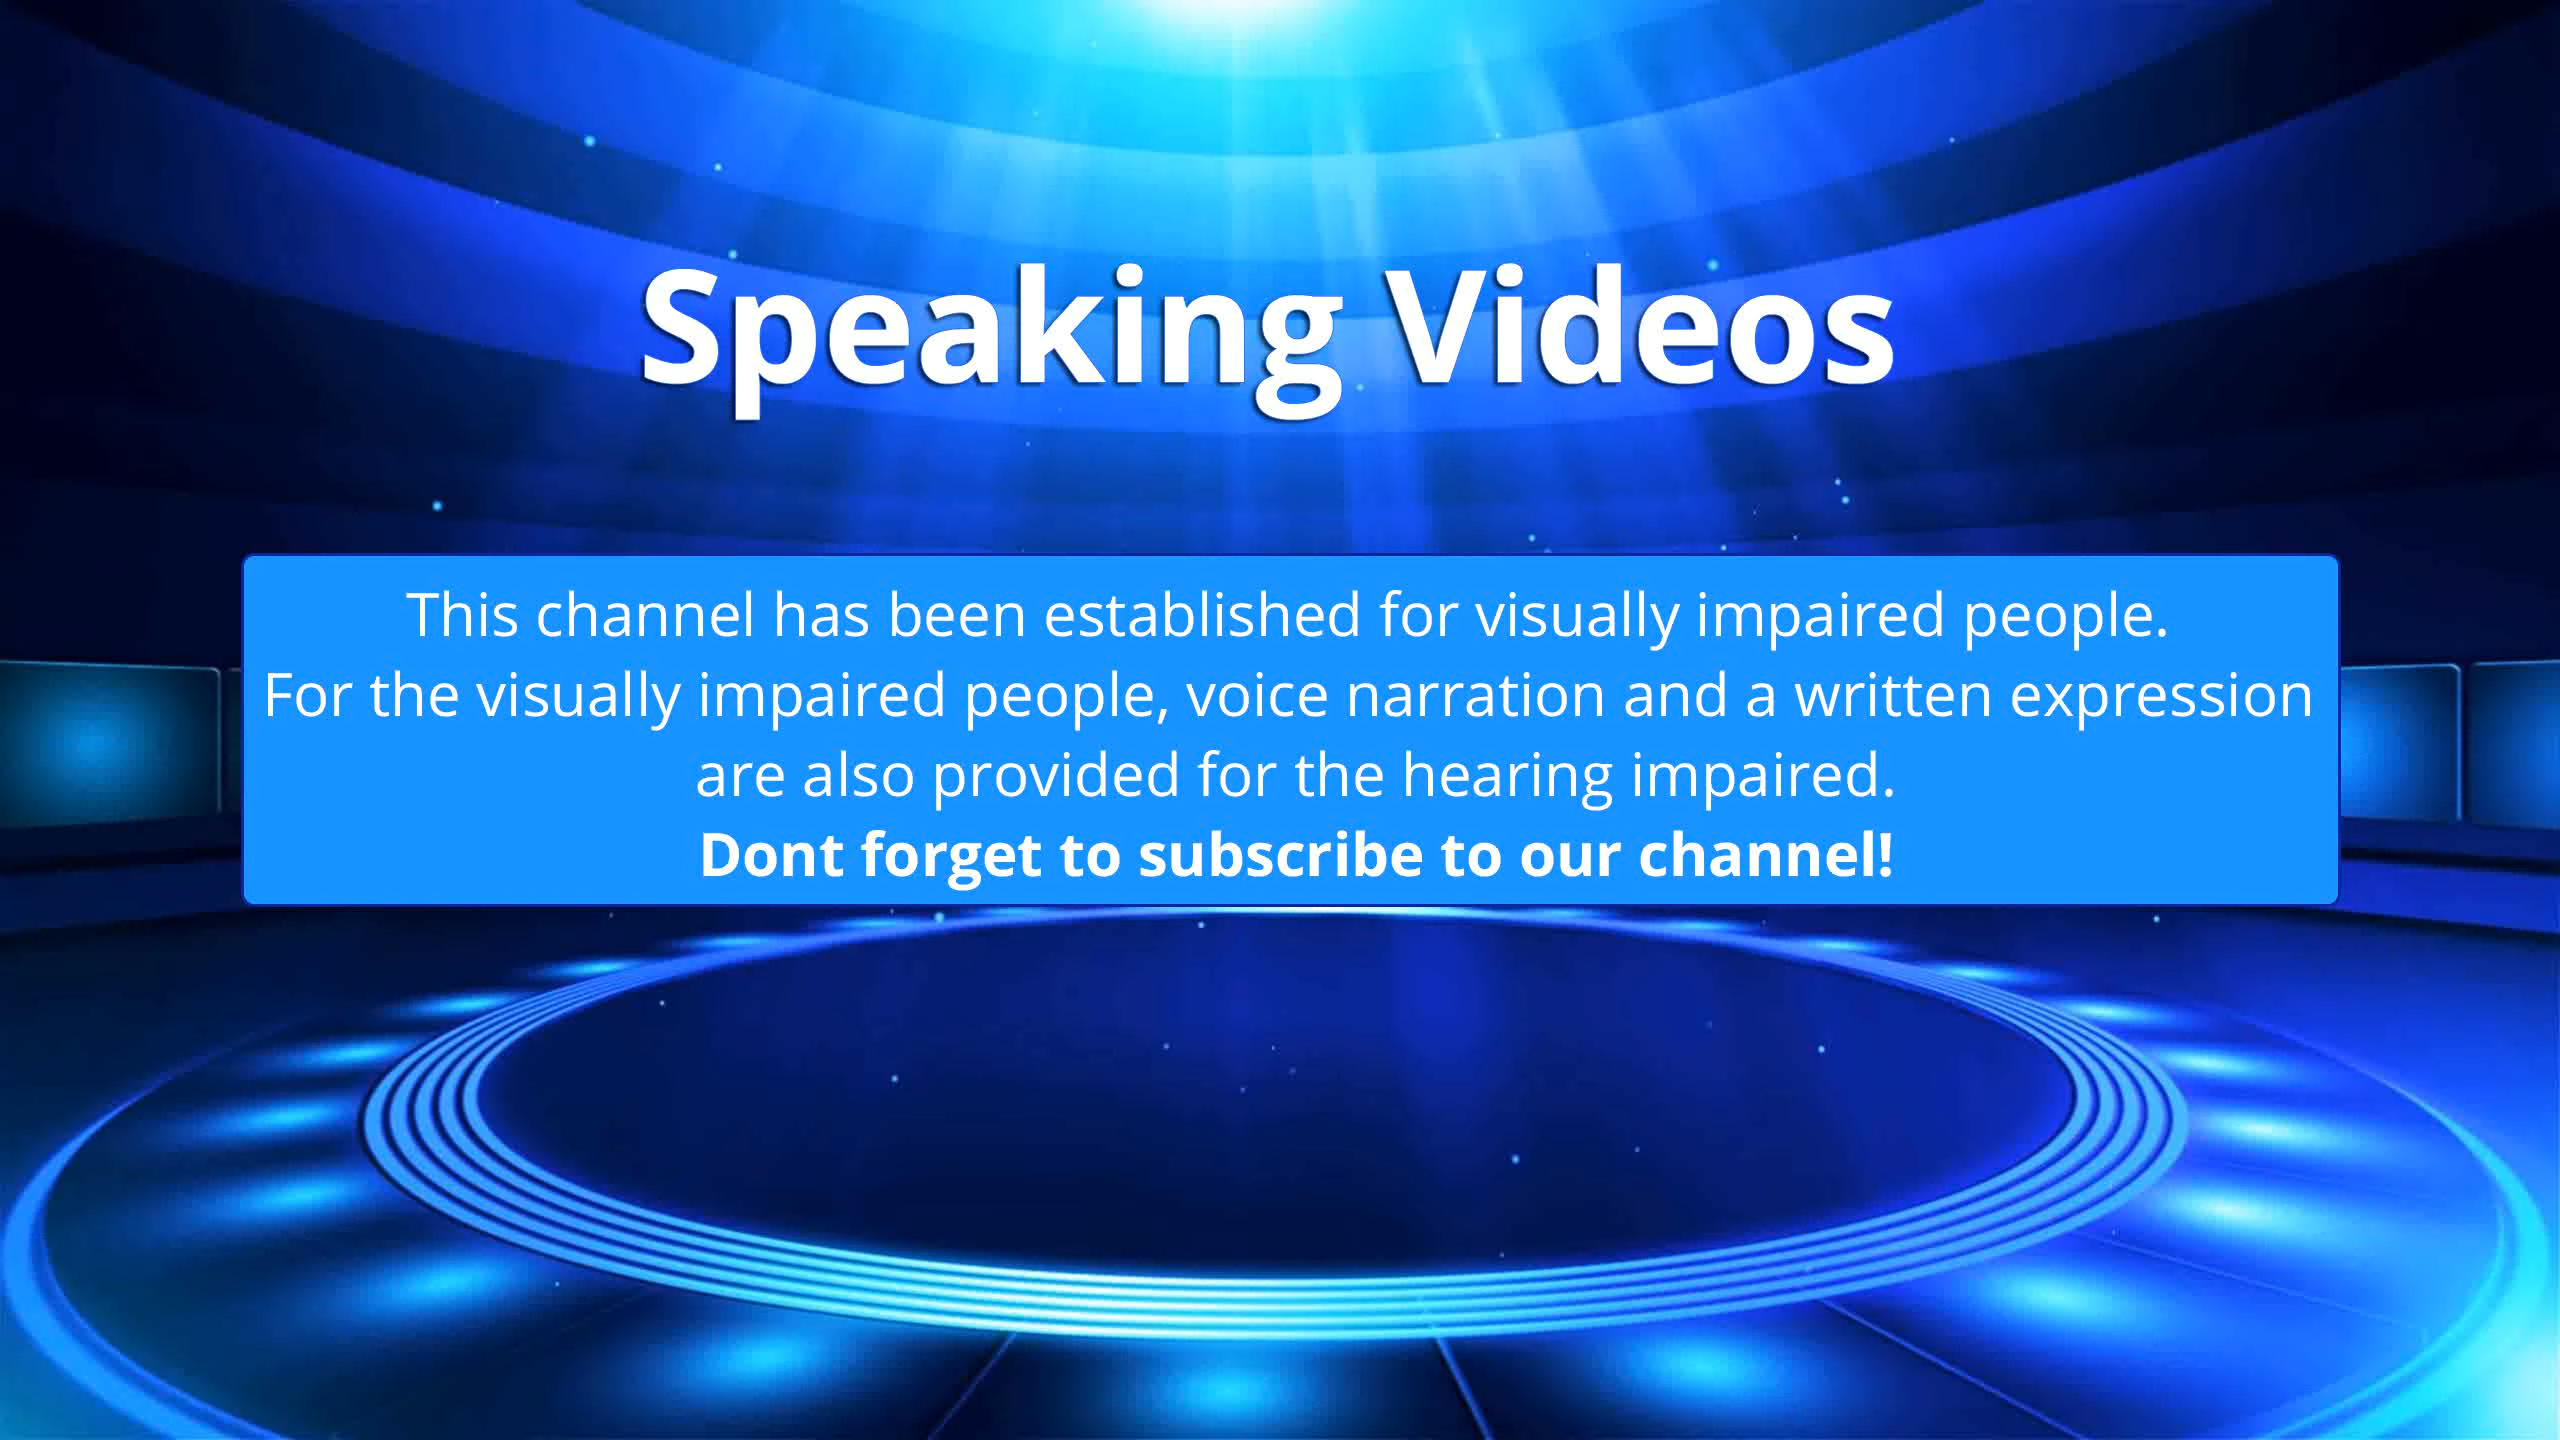 Speaking Videos
This channel has been established for visually impaired people.
For the visually impaired people, voice narration and a written expression
are also provided for the hearing impaired.
Dont forget to subscribe to our channel!